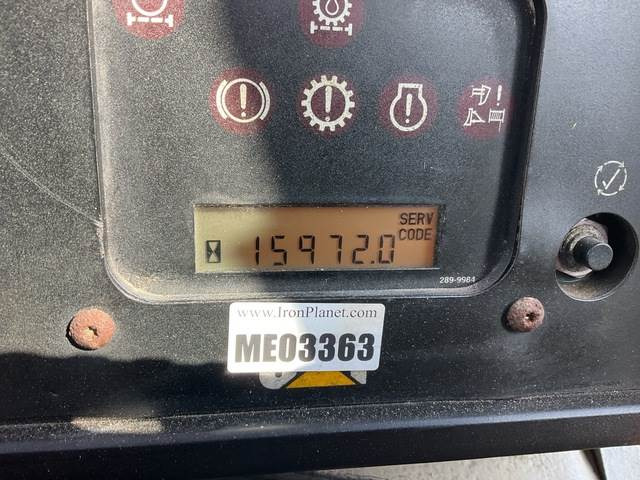 SERV
CODE
15972.0
289-9984
www.IronPlanet.com
ME03363